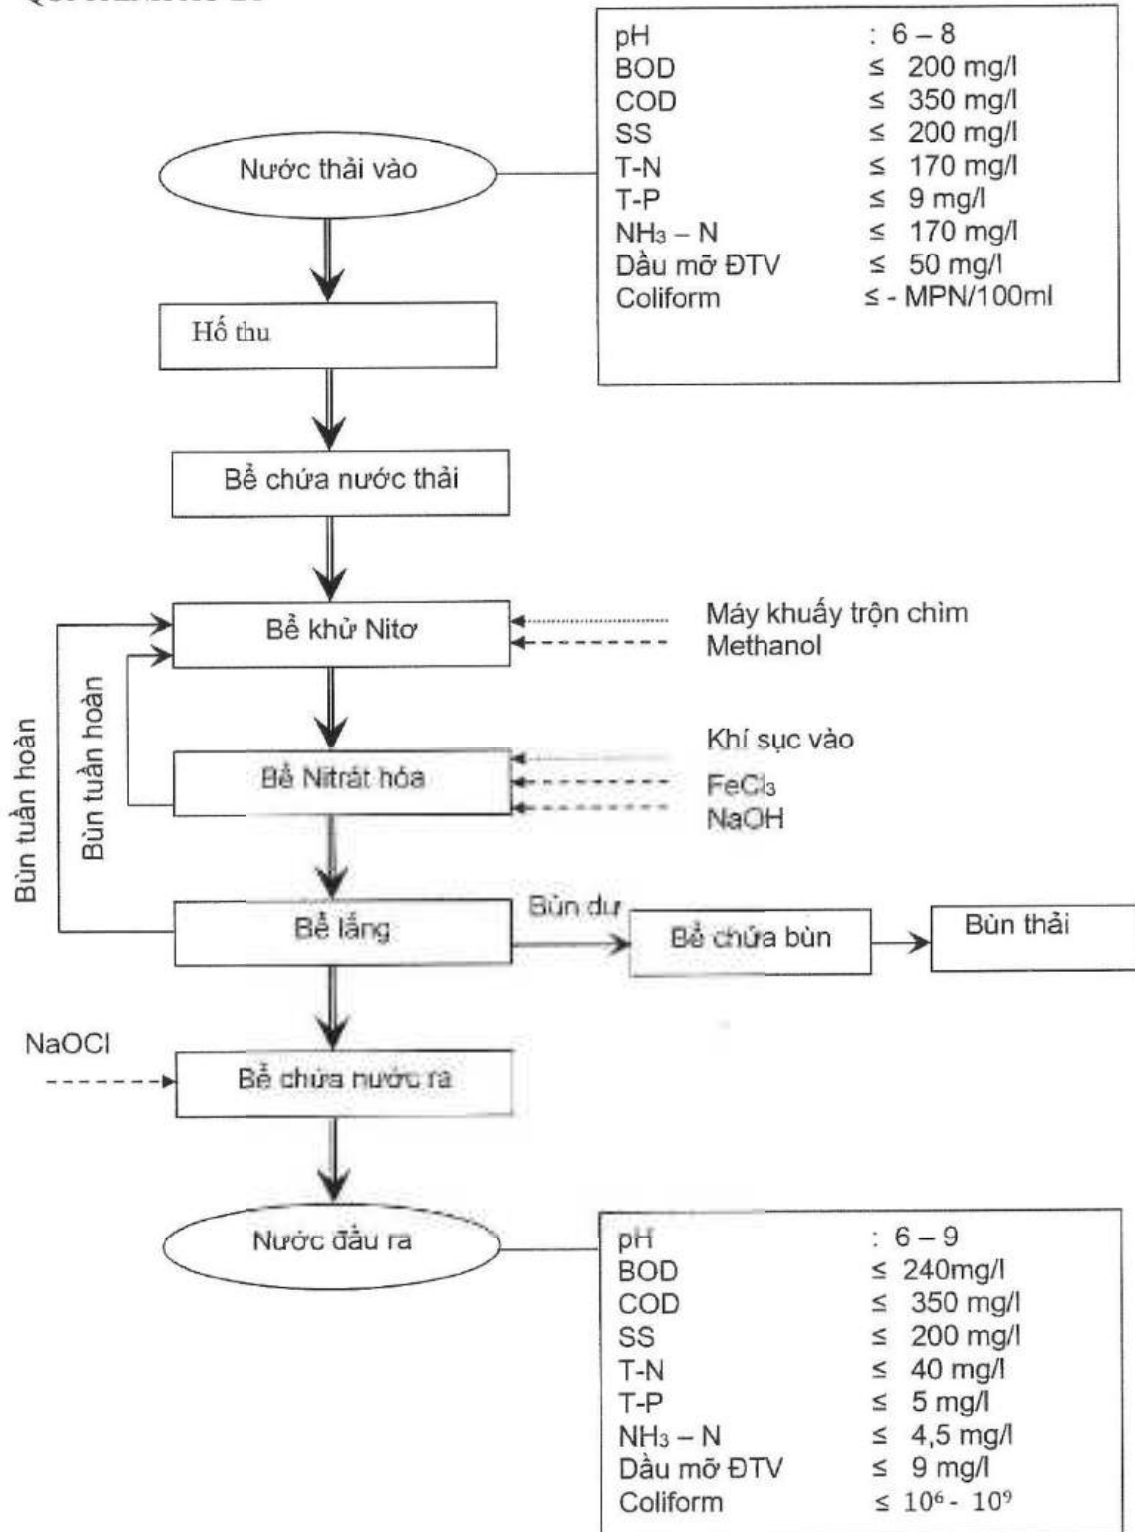 pH : 6 – 8
BOD ≤ 200 mg/l
COD ≤ 350 mg/l
SS ≤ 200 mg/l
T-N ≤ 170 mg/l
T-P ≤ 9 mg/l
NH₃ – N ≤ 170 mg/l
Dầu mỡ ĐTV ≤ 50 mg/l
Coliform ≤ - MPN/100ml
Nước thải vào
Hố thu
Bể chứa nước thải
Bể khử Nitơ
Máy khuấy trộn chìm
Methanol
Bùn tuần hoàn
Bùn tuần hoàn
Bể Nitrát hóa
Khí sục vào
FeCl₃
NaOH
Bể lắng
Bùn dư
Bể chứa bùn
Bùn thải
NaOCl
Bể chứa nước ra
Nước đầu ra
pH : 6 – 9
BOD ≤ 240mg/l
COD ≤ 350 mg/l
SS ≤ 200 mg/l
T-N ≤ 40 mg/l
T-P ≤ 5 mg/l
NH₃ – N ≤ 4,5 mg/l
Dầu mỡ ĐTV ≤ 9 mg/l
Coliform ≤ 10⁶ - 10⁹